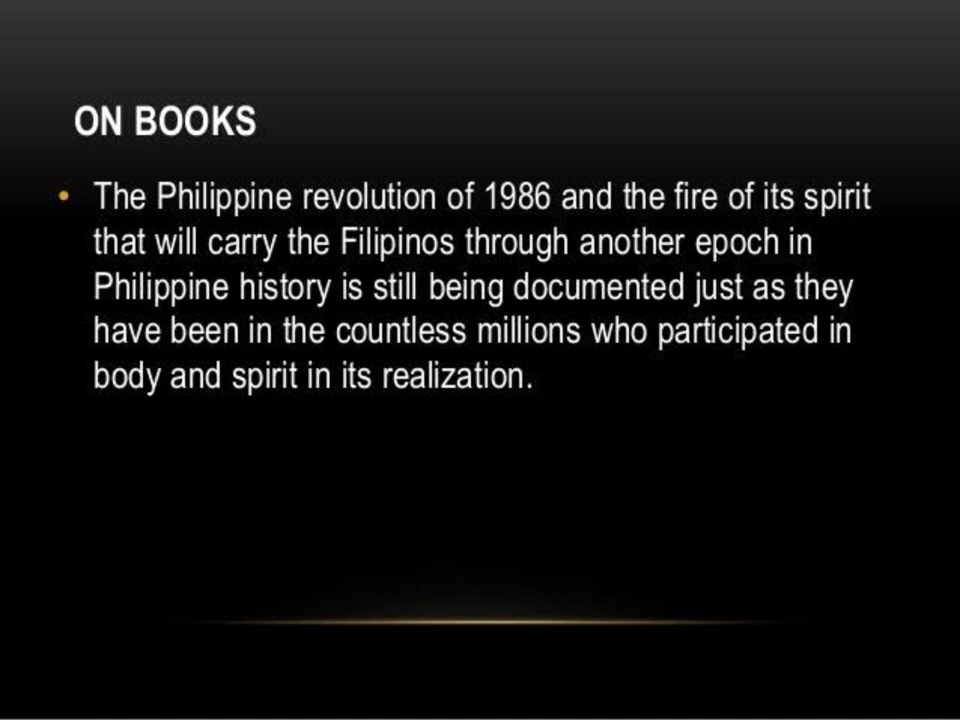 ON BOOKS
• The Philippine revolution of 1986 and the fire of its spirit
that will carry the Filipinos through another epoch in
Philippine history is still being documented just as they
have been in the countless millions who participated in
body and spirit in its realization.